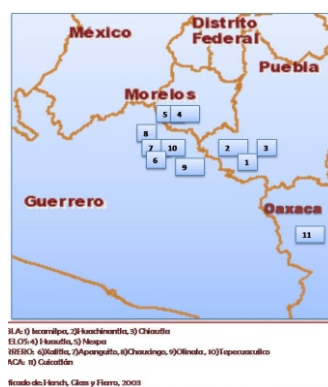 México
Distrito
Federal
Puebla
Morelos
5 4
8
7 10
2 3
6
9
1
Guerrero
Oaxaca
11
BLA: 1) Ixcamilpa, 2)Huachinantla, 3) Chiautla
ELOS: 4) Huautla, 5) Nexpa
RRERO: 6)Xalitla, 7)Apanguito, 8)Chaucingo, 9)Olinala, 10)Tepecuacuilco
ACA: 11) Cuicatlán
ficado de: Hersch, Glass y Fierro, 2003